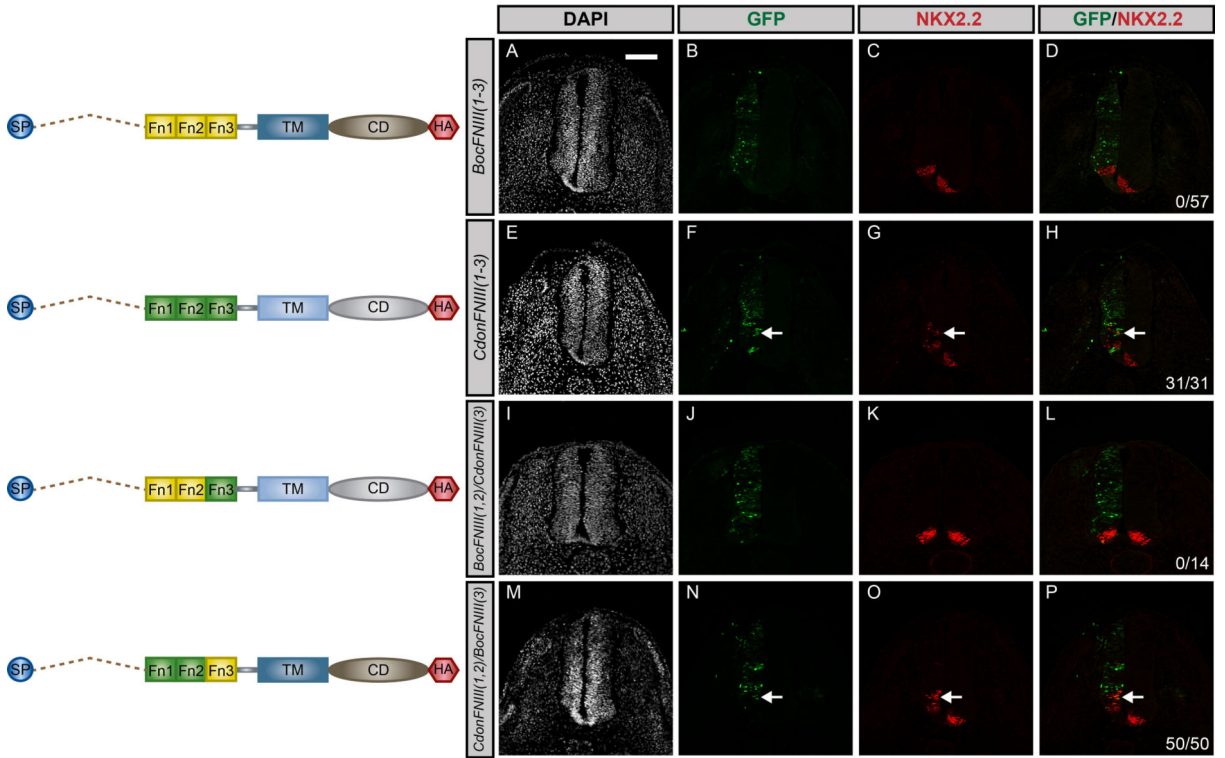 DAPI GFP NKX2.2 GFP/NKX2.2
SP Fn1 Fn2 Fn3 TM CD HA
BocFNIII(1-3)
A B C D
0/57
SP Fn1 Fn2 Fn3 TM CD HA
CdonFNIII(1-3)
E F G H
31/31
SP Fn1 Fn2 Fn3 TM CD HA
BocFNIII(1,2)/CdonFNIII(3)
I J K L
0/14
SP Fn1 Fn2 Fn3 TM CD HA
CdonFNIII(1,2)/BocFNIII(3)
M N O P
50/50